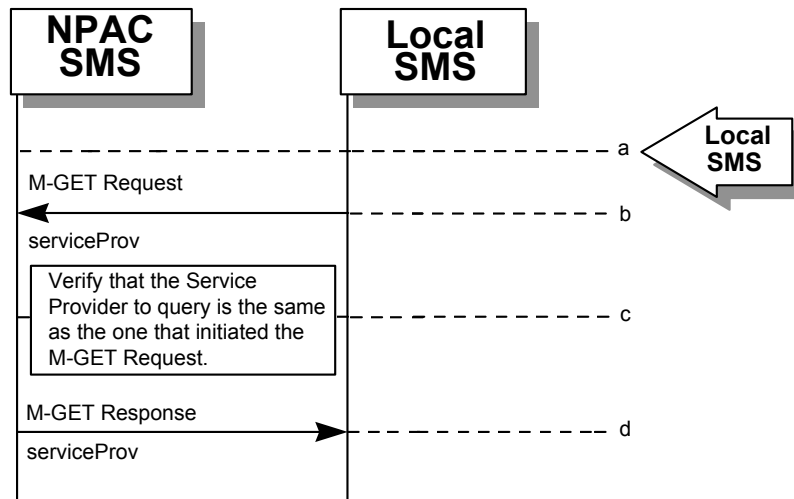 NPAC
SMS
Local
SMS
a
Local
SMS
M-GET Request
b
serviceProv
Verify that the Service
Provider to query is the same
as the one that initiated the
M-GET Request.
c
M-GET Response
d
serviceProv